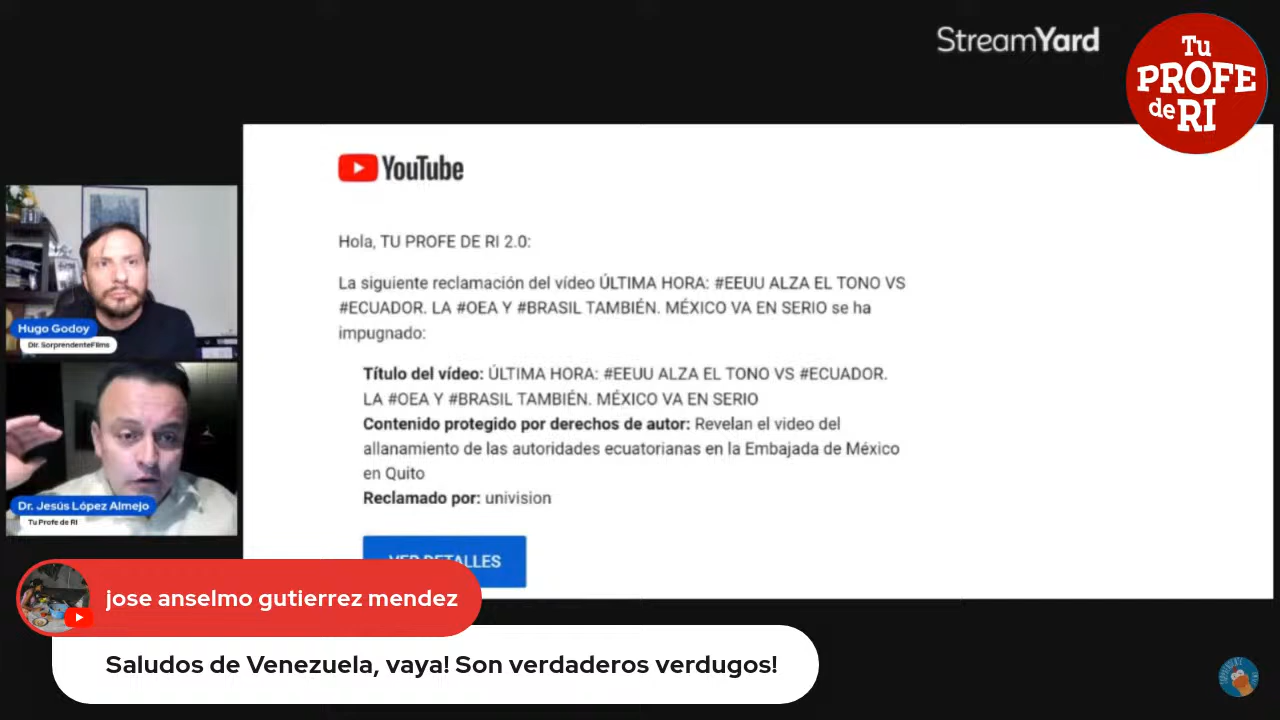 StreamYard
Tu
PROFE
de RI
YouTube
Hola, TU PROFE DE RI 2.0:
La siguiente reclamación del vídeo ÚLTIMA HORA: #EEUU ALZA EL TONO VS
#ECUADOR. LA #OEA Y #BRASIL TAMBIÉN. MÉXICO VA EN SERIO se ha
impugnado:
Título del vídeo: ÚLTIMA HORA: #EEUU ALZA EL TONO VS #ECUADOR.
LA #OEA Y #BRASIL TAMBIÉN. MÉXICO VA EN SERIO
Contenido protegido por derechos de autor: Revelan el video del
allanamiento de las autoridades ecuatorianas en la Embajada de México
en Quito
Reclamado por: univision
VER DETALLES
Hugo Godoy
Dir. SorprendenteFilms
Dr. Jesús López Almejo
Tu Profe de RI
jose anselmo gutierrez mendez
Saludos de Venezuela, vaya! Son verdaderos verdugos!